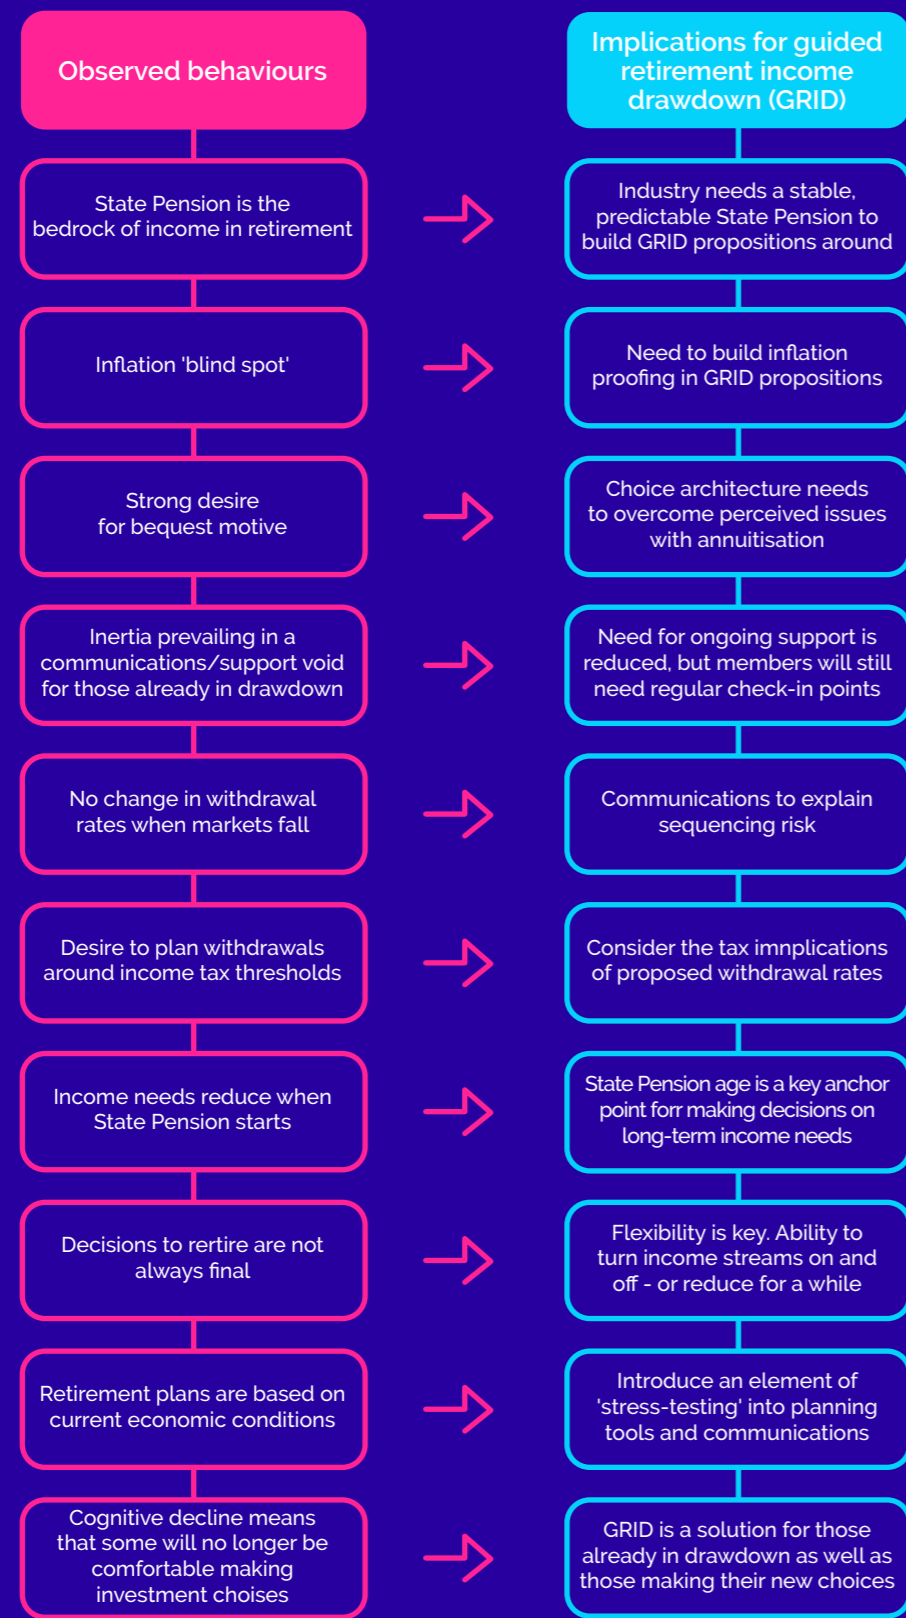 Observed behaviours
Implications for guided
retirement income
drawdown (GRID)
State Pension is the
bedrock of income in retirement
Industry needs a stable,
predictable State Pension to
build GRID propositions around
Inflation 'blind spot'
Need to build inflation
proofing in GRID propositions
Strong desire
for bequest motive
Choice architecture needs
to overcome perceived issues
with annuitisation
Inertia prevailing in a
communications/support void
for those already in drawdown
Need for ongoing support is
reduced, but members will still
need regular check-in points
No change in withdrawal
rates when markets fall
Communications to explain
sequencing risk
Desire to plan withdrawals
around income tax thresholds
Consider the tax imnplications
of proposed withdrawal rates
Income needs reduce when
State Pension starts
State Pension age is a key anchor
point forr making decisions on
long-term income needs
Decisions to rertire are not
always final
Flexibility is key. Ability to
turn income streams on and
off - or reduce for a while
Retirement plans are based on
current economic conditions
Introduce an element of
'stress-testing' into planning
tools and communications
Cognitive decline means
that some will no longer be
comfortable making
investment choises
GRID is a solution for those
already in drawdown as well as
those making their new choices